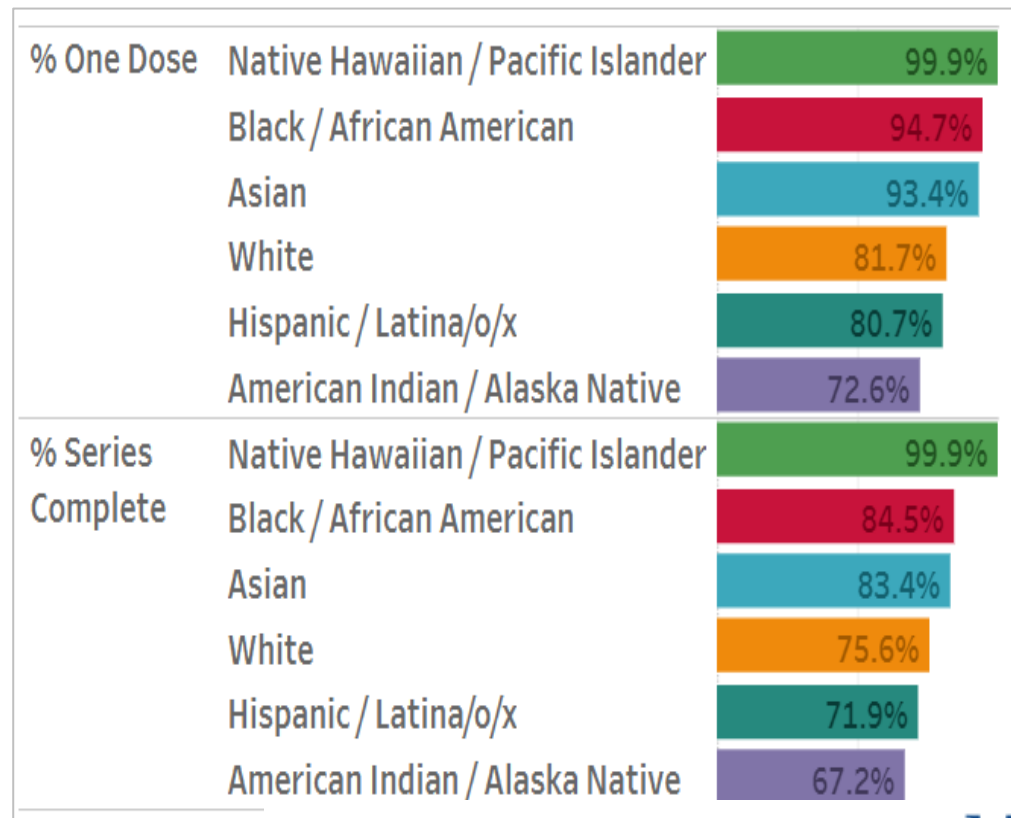 % One Dose Native Hawaiian / Pacific Islander 99.9%
Black / African American 94.7%
Asian 93.4%
White 81.7%
Hispanic / Latina/o/x 80.7%
American Indian / Alaska Native 72.6%
% Series Native Hawaiian / Pacific Islander 99.9%
Complete Black / African American 84.5%
Asian 83.4%
White 75.6%
Hispanic / Latina/o/x 71.9%
American Indian / Alaska Native 67.2%